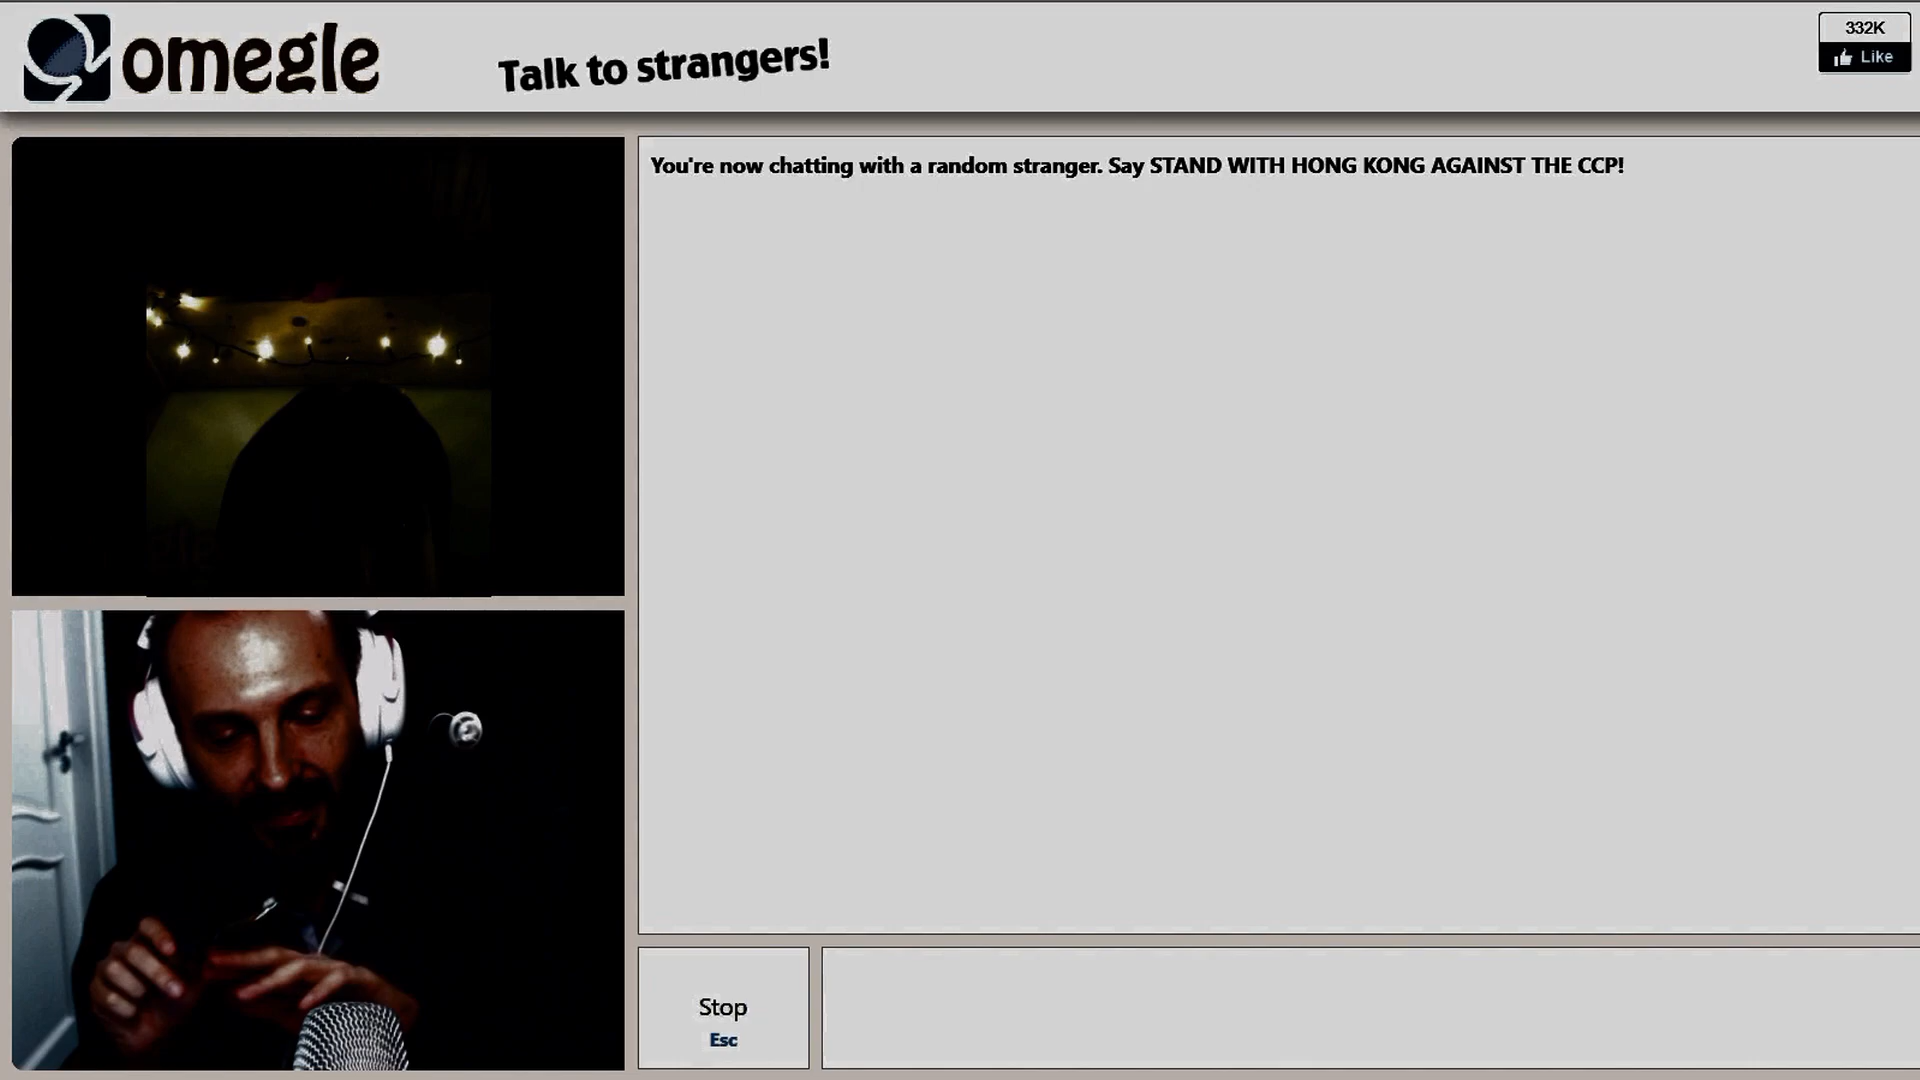 omegle
Talk to strangers!
332K
Like
You're now chatting with a random stranger. Say STAND WITH HONG KONG AGAINST THE CCP!
Stop
Esc